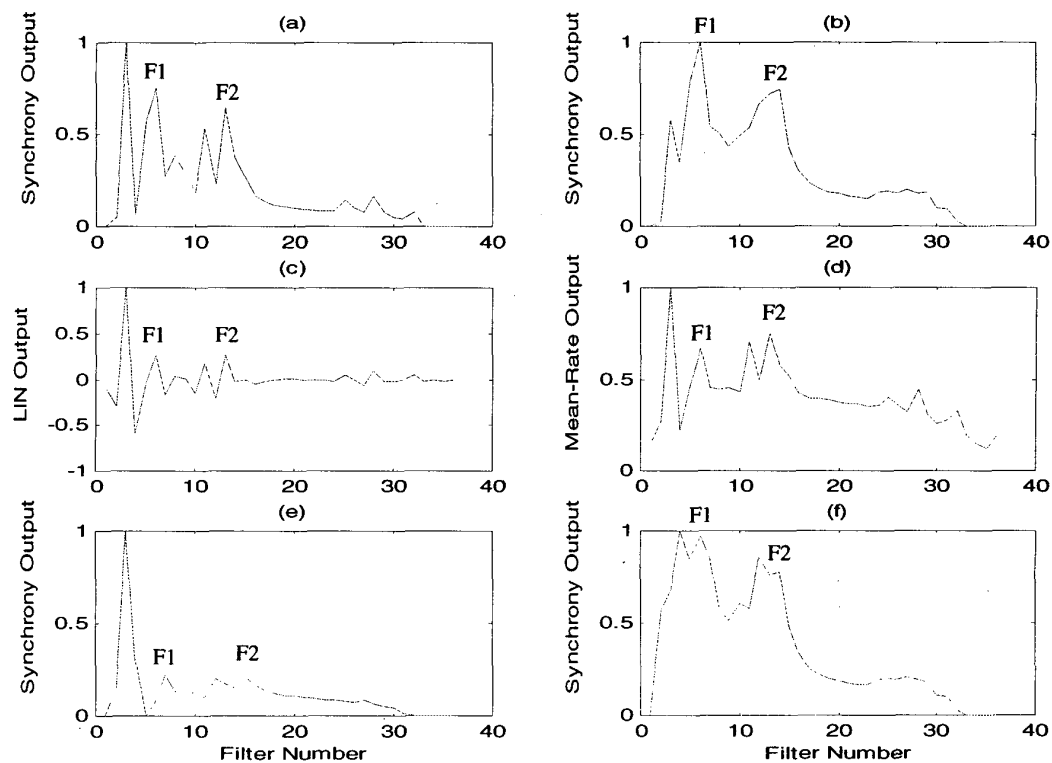 (a)
Synchrony Output
1
0.5
0
F1
F2
0 10 20 30 40
(b)
Synchrony Output
1
0.5
0
F1
F2
0 10 20 30 40
(c)
LIN Output
1
0.5
0
-0.5
-1
F1
F2
0 10 20 30 40
(d)
Mean-Rate Output
1
0.5
0
F1
F2
0 10 20 30 40
(e)
Synchrony Output
1
0.5
0
F1
F2
0 10 20 30 40
Filter Number
(f)
Synchrony Output
1
0.5
0
F1
F2
0 10 20 30 40
Filter Number